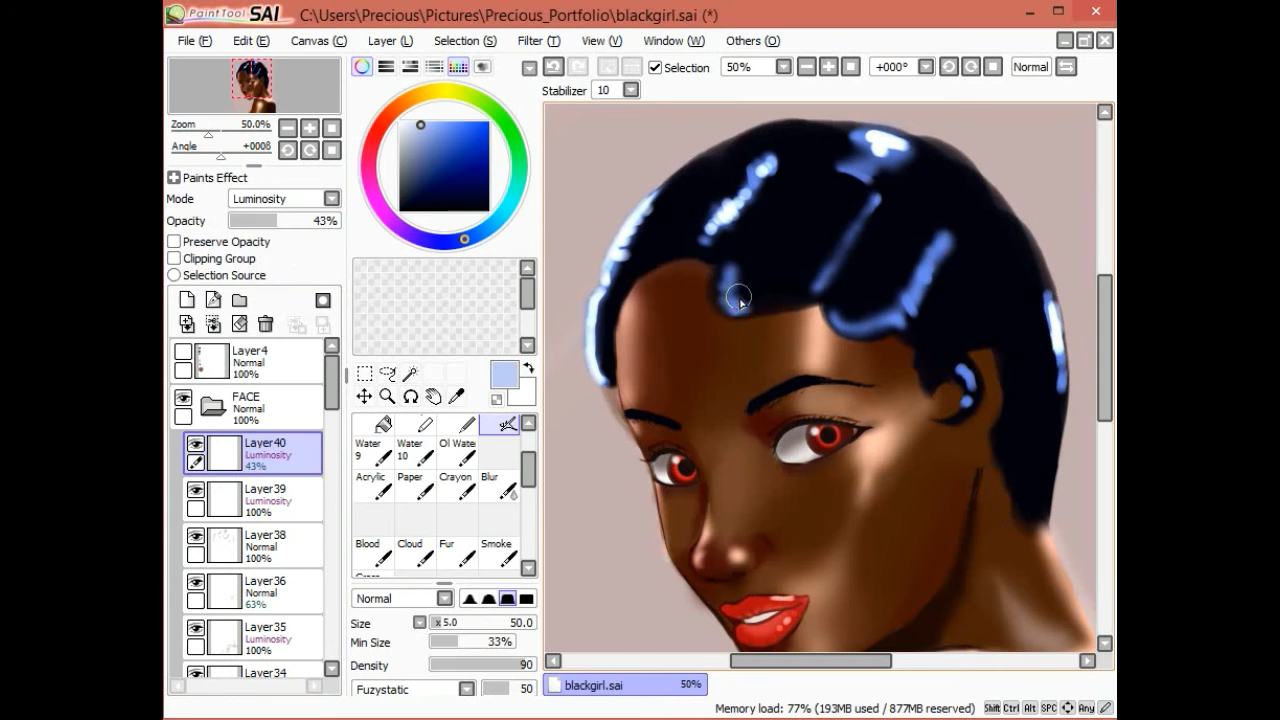 PaintTool SAI C:\Users\Precious\Pictures\Precious_Portfolio\blackgirl.sai (*)
File (F) Edit (E) Canvas (C) Layer (L) Selection (S) Filter (T) View (V) Window (W) Others (O)
Selection 50% +000° Normal
Stabilizer 10
Zoom 50.0%
Angle +000ß
Paints Effect
Mode Luminosity
Opacity 43%
Preserve Opacity
Clipping Group
Selection Source
Layer4
Normal
100%
FACE
Normal
100%
Layer40
Luminosity
43%
Layer39
Luminosity
100%
Layer38
Normal
100%
Layer36
Normal
63%
Layer35
Luminosity
100%
Layer34
Water 9
Water 10
Ol Wate
Acrylic Paper Crayon Blur
Blood Cloud Fur Smoke
Normal
Size x 5.0 50.0
Min Size 33%
Density 90
Fuzystatic 50
blackgirl.sai 50%
Memory load: 77% (193MB used / 877MB reserved) Shift Ctrl Alt SPC Any